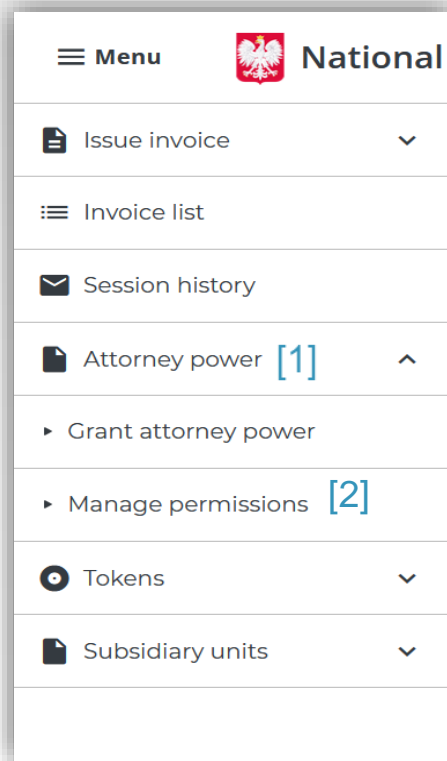 Menu National
Issue invoice
Invoice list
Session history
Attorney power [1]
Grant attorney power
Manage permissions [2]
Tokens
Subsidiary units